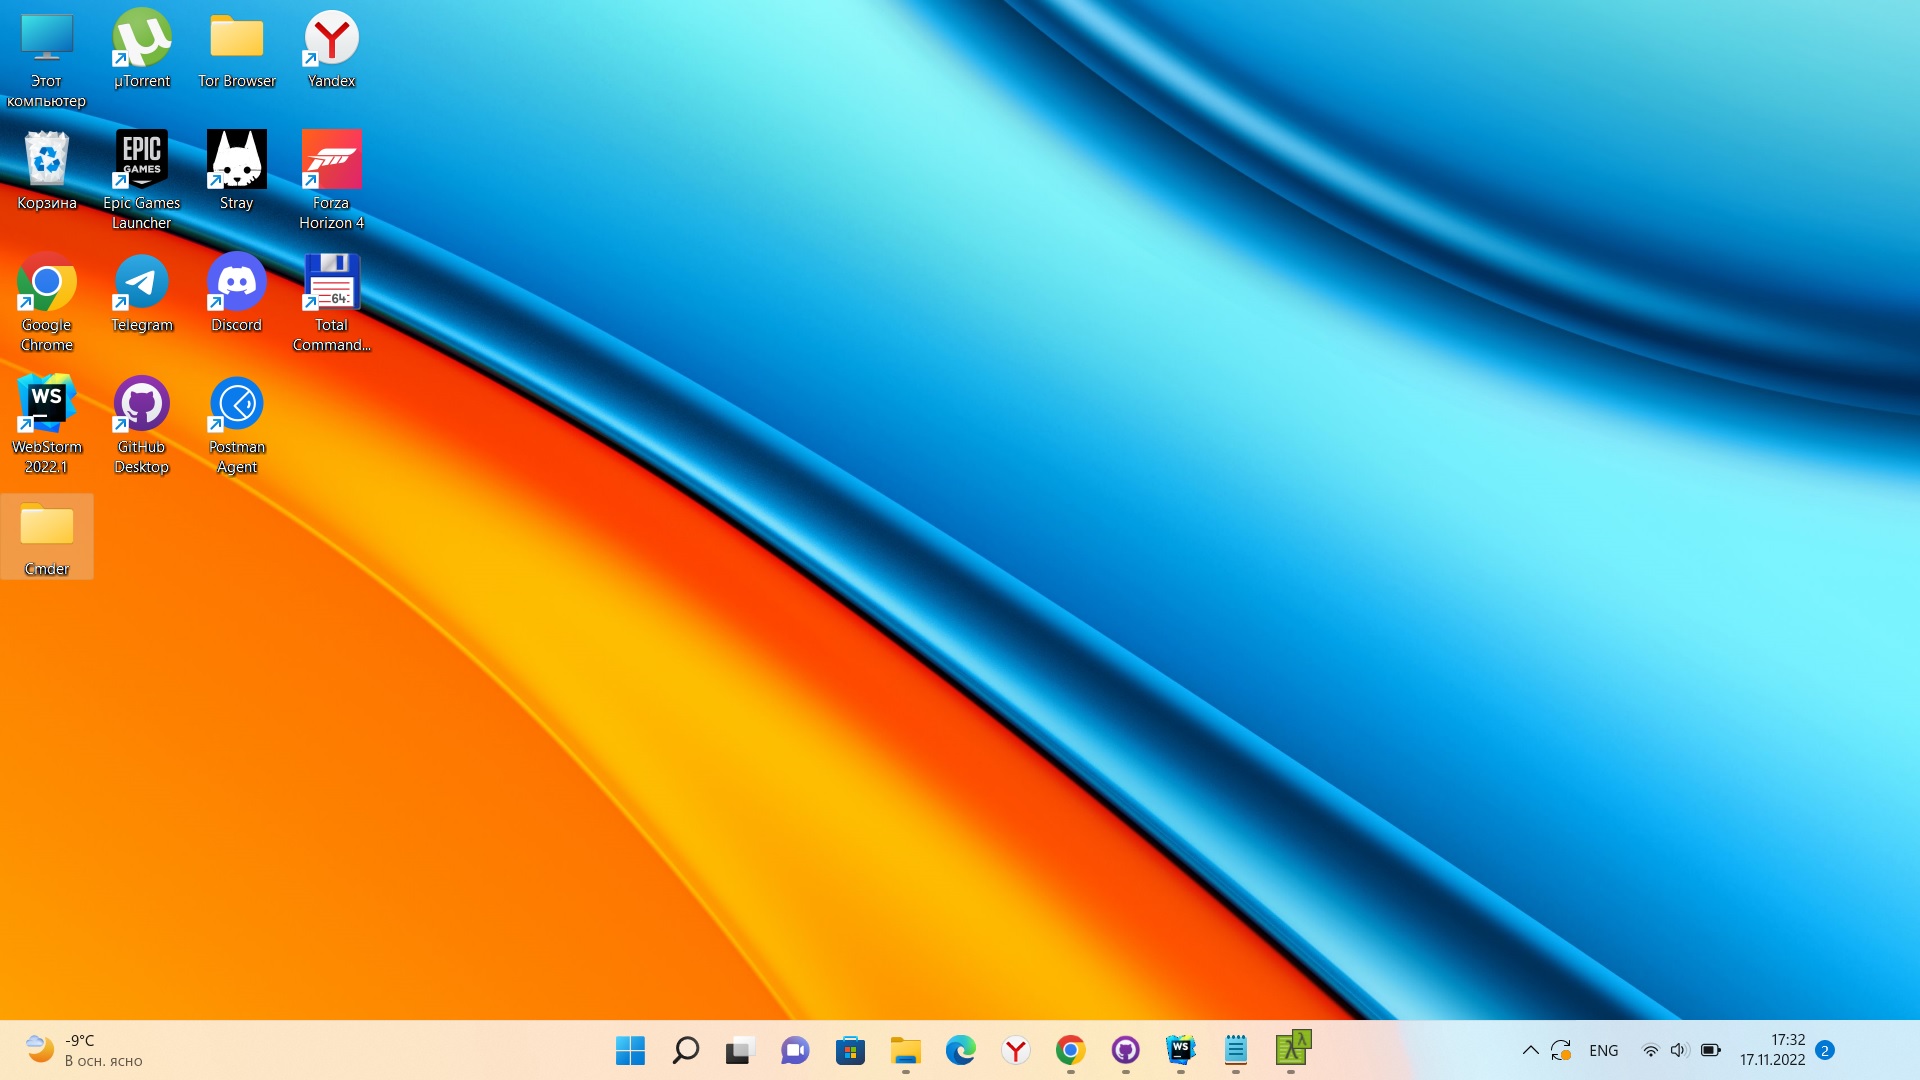 Этот
компьютер
µTorrent
Tor Browser
Yandex
EPIC
GAMES
Корзина
Epic Games
Launcher
Stray
Forza
Horizon 4
64:
Google
Chrome
Telegram
Discord
Total
Command...
WS
WebStorm
2022.1
GitHub
Desktop
Postman
Agent
Cmder
-9°C
В осн. ясно
WS
λ
λ
ENG
17:32
17.11.2022
2